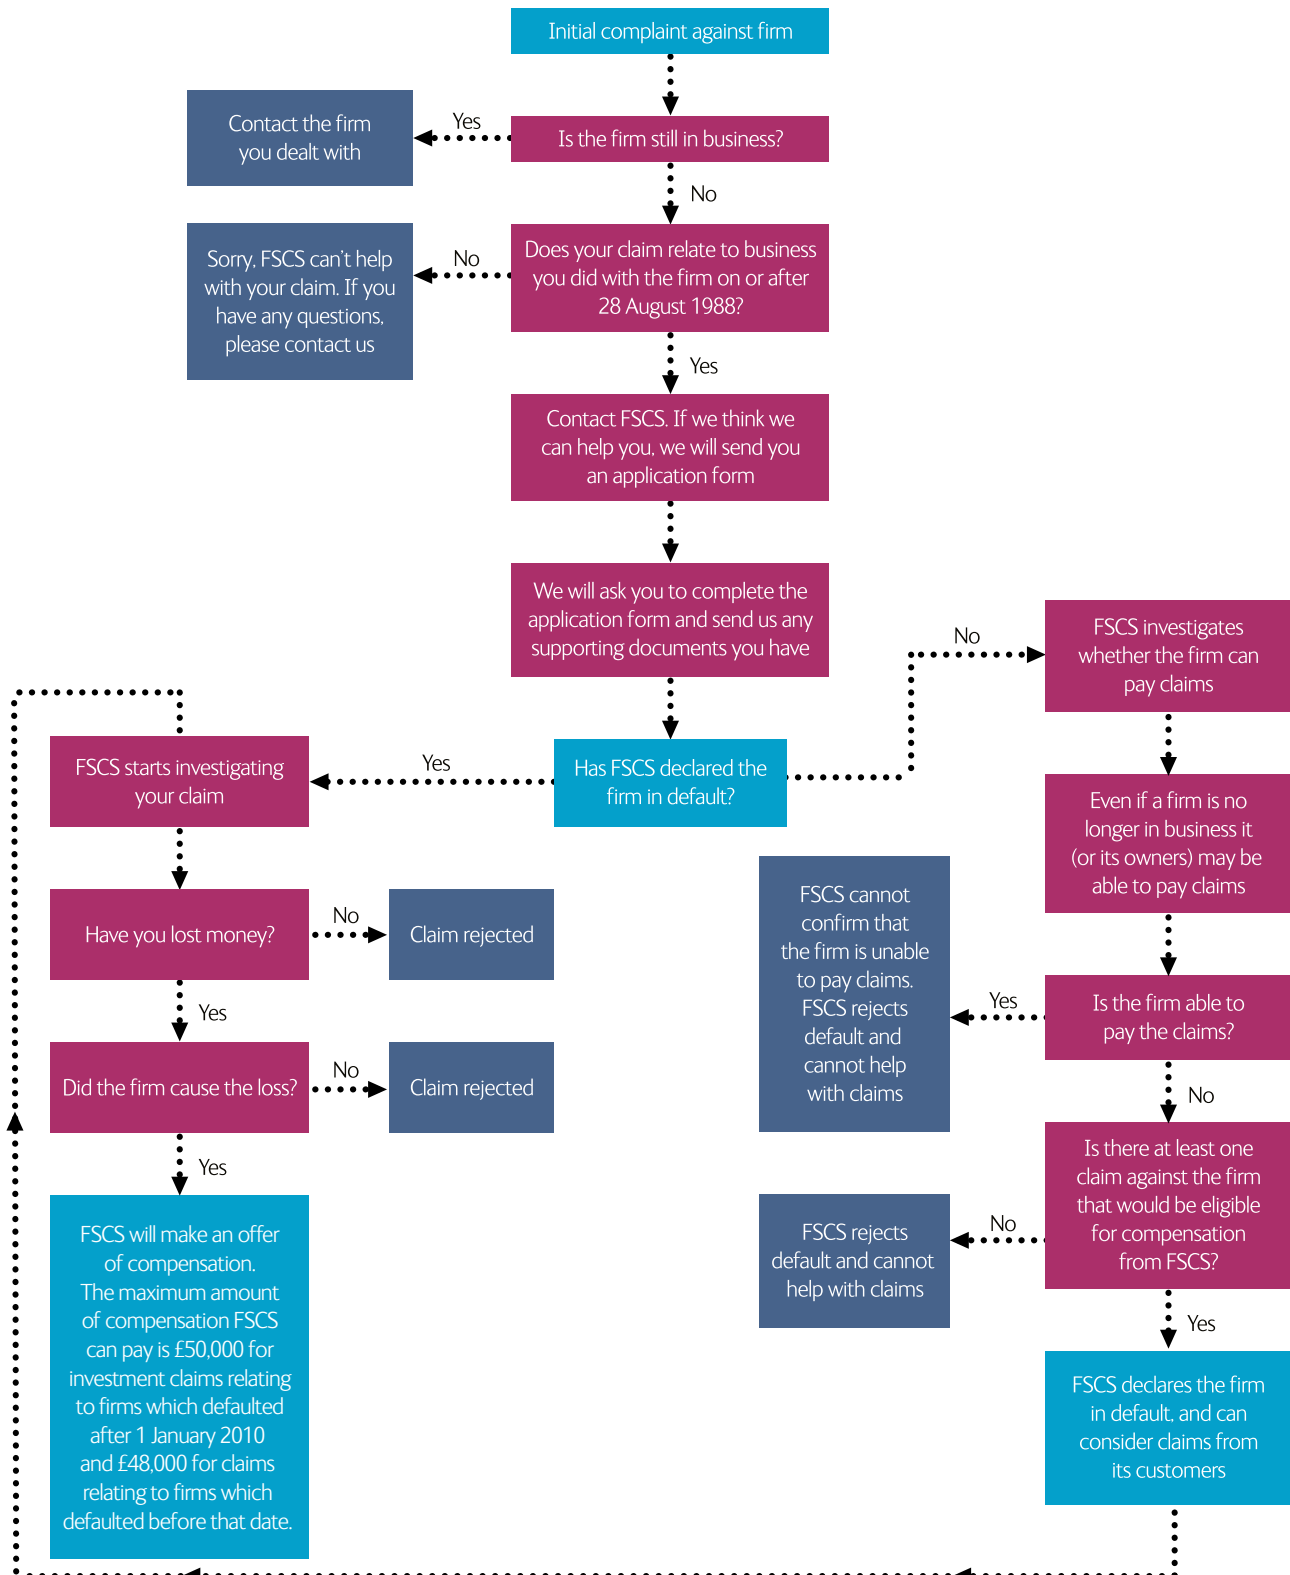 Initial complaint against firm
Contact the firm
you dealt with
Yes
Is the firm still in business?
No
Sorry, FSCS can't help
with your claim. If you
have any questions,
please contact us
No
Does your claim relate to business
you did with the firm on or after
28 August 1988?
Yes
Contact FSCS. If we think we
can help you, we will send you
an application form
We will ask you to complete the
application form and send us any
supporting documents you have
No
FSCS investigates
whether the firm can
pay claims
FSCS starts investigating
your claim
Yes
Has FSCS declared the
firm in default?
Even if a firm is no
longer in business it
(or its owners) may be
able to pay claims
Have you lost money?
No
Claim rejected
FSCS cannot
confirm that
the firm is unable
to pay claims.
FSCS rejects
default and
cannot help
with claims
Yes
Is the firm able to
pay the claims?
Yes
Did the firm cause the loss?
No
Claim rejected
No
Yes
Is there at least one
claim against the firm
that would be eligible
for compensation
from FSCS?
FSCS rejects
default and cannot
help with claims
No
Yes
FSCS will make an offer
of compensation.
The maximum amount
of compensation FSCS
can pay is £50,000 for
investment claims relating
to firms which defaulted
after 1 January 2010
and £48,000 for claims
relating to firms which
defaulted before that date.
FSCS declares the firm
in default, and can
consider claims from
its customers